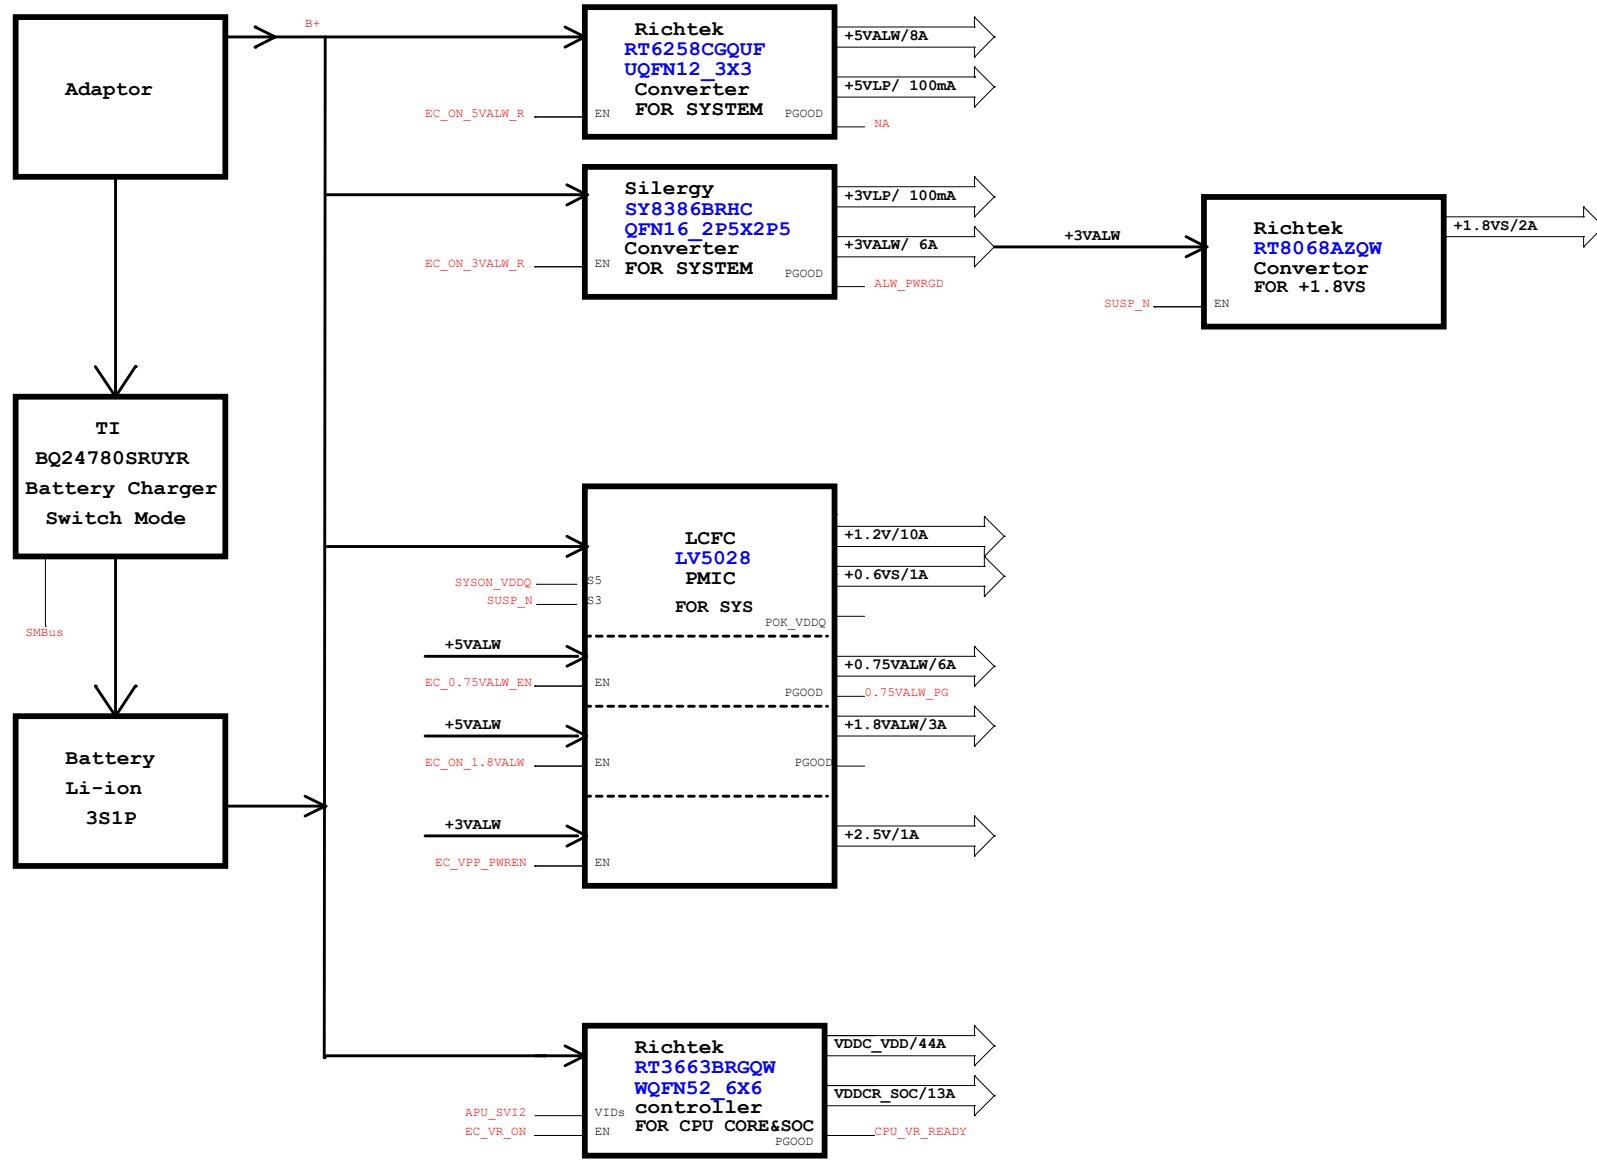 Adaptor
B+
Richtek
RT6258CGQUF
UQFN12_3X3
Converter
FOR SYSTEM
EC_ON_5VALW_R
EN
PGOOD
+5VALW/8A
+5VLP/ 100mA
NA
Silergy
SY8386BRHC
QFN16_2P5X2P5
Converter
FOR SYSTEM
EC_ON_3VALW_R
EN
PGOOD
+3VLP/ 100mA
+3VALW/ 6A
ALW_PWRGD
+3VALW
Richtek
RT8068AZQW
Convertor
FOR +1.8VS
SUSP_N
EN
+1.8VS/2A
TI
BQ24780SRUYR
Battery Charger
Switch Mode
SMBus
Battery
Li-ion
3S1P
LCFC
LV5028
PMIC
FOR SYS
SYSON_VDDQ
S5
SUSP_N
S3
POK_VDDQ
+1.2V/10A
+0.6VS/1A
+5VALW
EC_0.75VALW_EN
EN
PGOOD
+0.75VALW/6A
0.75VALW_PG
+5VALW
EC_ON_1.8VALW
EN
PGOOD
+1.8VALW/3A
+3VALW
EC_VPP_PWREN
EN
+2.5V/1A
Richtek
RT3663BRGQW
WQFN52_6X6
controller
FOR CPU CORE&SOC
APU_SVI2
VIDs
EC_VR_ON
EN
PGOOD
VDDC_VDD/44A
VDDCR_SOC/13A
CPU_VR_READY